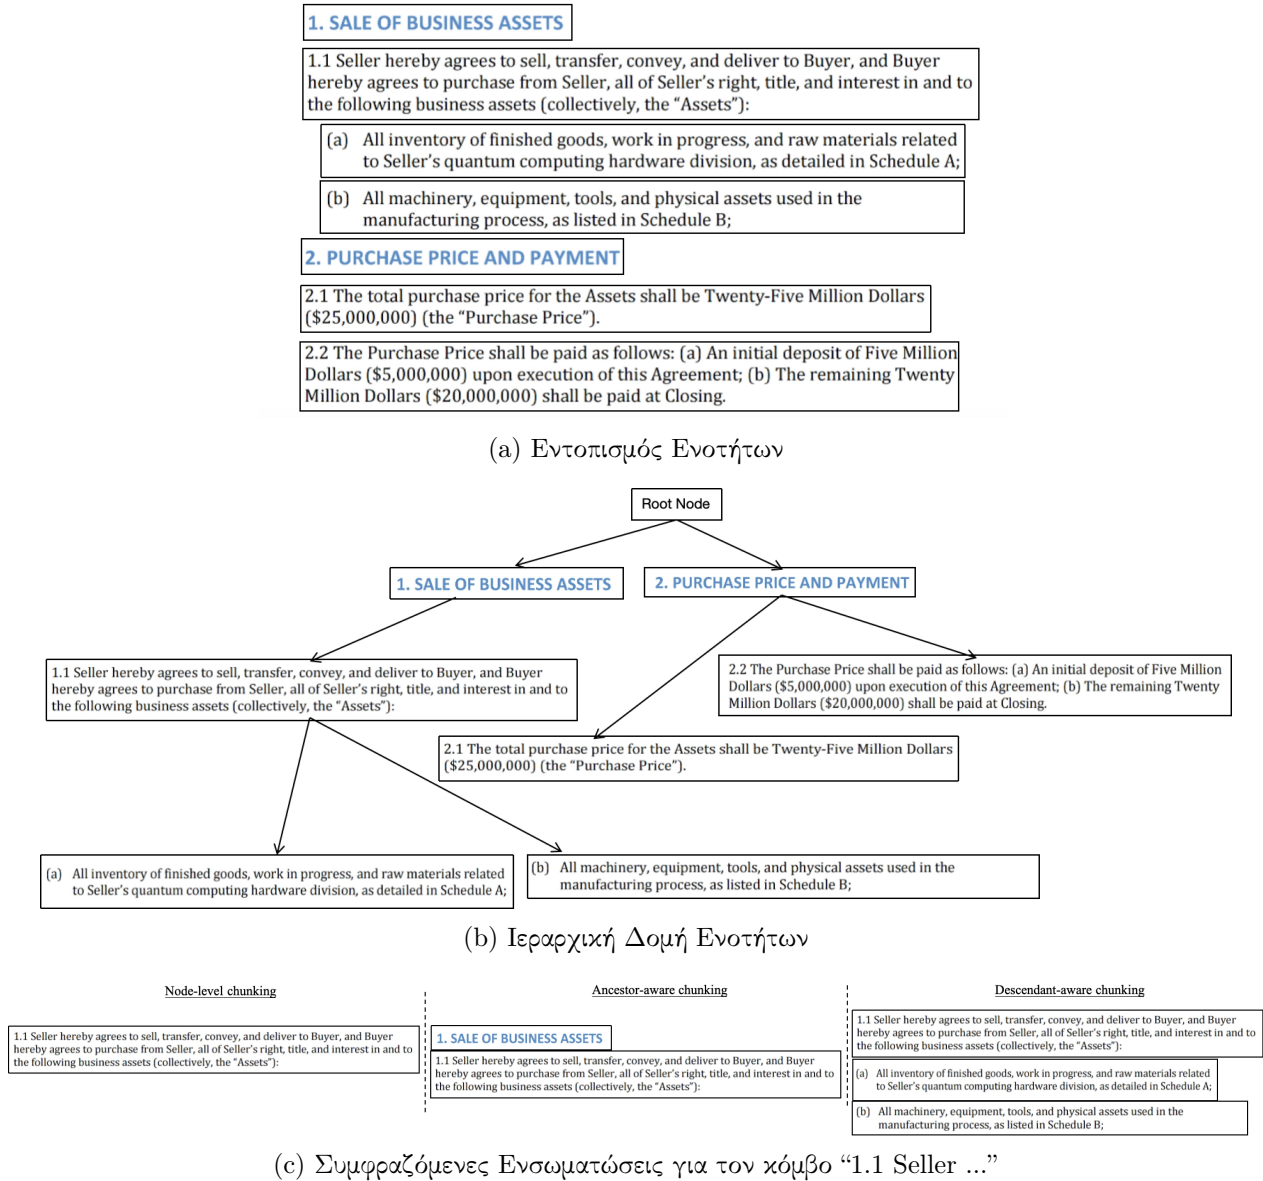 1. SALE OF BUSINESS ASSETS
1.1 Seller hereby agrees to sell, transfer, convey, and deliver to Buyer, and Buyer
hereby agrees to purchase from Seller, all of Seller’s right, title, and interest in and to
the following business assets (collectively, the “Assets”):
(a) All inventory of finished goods, work in progress, and raw materials related
to Seller’s quantum computing hardware division, as detailed in Schedule A;
(b) All machinery, equipment, tools, and physical assets used in the
manufacturing process, as listed in Schedule B;
2. PURCHASE PRICE AND PAYMENT
2.1 The total purchase price for the Assets shall be Twenty-Five Million Dollars
($25,000,000) (the “Purchase Price”).
2.2 The Purchase Price shall be paid as follows: (a) An initial deposit of Five Million
Dollars ($5,000,000) upon execution of this Agreement; (b) The remaining Twenty
Million Dollars ($20,000,000) shall be paid at Closing.
(a) Εντοπισμός Ενοτήτων
Root Node
1. SALE OF BUSINESS ASSETS
2. PURCHASE PRICE AND PAYMENT
1.1 Seller hereby agrees to sell, transfer, convey, and deliver to Buyer, and Buyer
hereby agrees to purchase from Seller, all of Seller’s right, title, and interest in and to
the following business assets (collectively, the “Assets”):
2.2 The Purchase Price shall be paid as follows: (a) An initial deposit of Five Million
Dollars ($5,000,000) upon execution of this Agreement; (b) The remaining Twenty
Million Dollars ($20,000,000) shall be paid at Closing.
2.1 The total purchase price for the Assets shall be Twenty-Five Million Dollars
($25,000,000) (the “Purchase Price”).
(a) All inventory of finished goods, work in progress, and raw materials related
to Seller’s quantum computing hardware division, as detailed in Schedule A;
(b) All machinery, equipment, tools, and physical assets used in the
manufacturing process, as listed in Schedule B;
(b) Ιεραρχική Δομή Ενοτήτων
Node-level chunking
1.1 Seller hereby agrees to sell, transfer, convey, and deliver to Buyer, and Buyer
hereby agrees to purchase from Seller, all of Seller’s right, title, and interest in and to
the following business assets (collectively, the “Assets”):
Ancestor-aware chunking
1. SALE OF BUSINESS ASSETS
1.1 Seller hereby agrees to sell, transfer, convey, and deliver to Buyer, and Buyer
hereby agrees to purchase from Seller, all of Seller’s right, title, and interest in and to
the following business assets (collectively, the “Assets”):
Descendant-aware chunking
1.1 Seller hereby agrees to sell, transfer, convey, and deliver to Buyer, and Buyer
hereby agrees to purchase from Seller, all of Seller’s right, title, and interest in and to
the following business assets (collectively, the “Assets”):
(a) All inventory of finished goods, work in progress, and raw materials related
to Seller’s quantum computing hardware division, as detailed in Schedule A;
(b) All machinery, equipment, tools, and physical assets used in the
manufacturing process, as listed in Schedule B;
(c) Συμφραζόμενες Ενσωματώσεις για τον κόμβο “1.1 Seller ...”